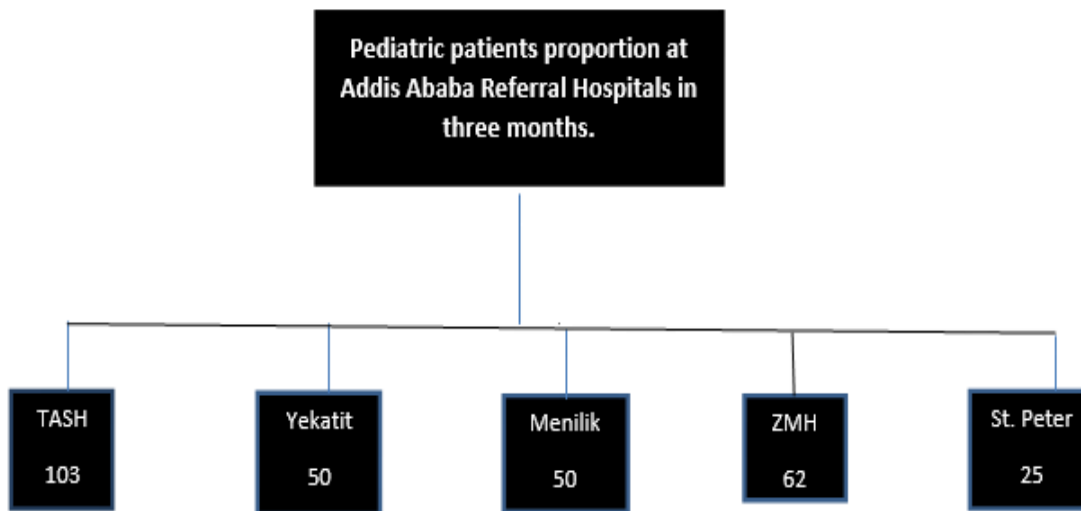 Pediatric patients proportion at
Addis Ababa Referral Hospitals in
three months.
TASH
103
Yekatit
50
Menilik
50
ZMH
62
St. Peter
25